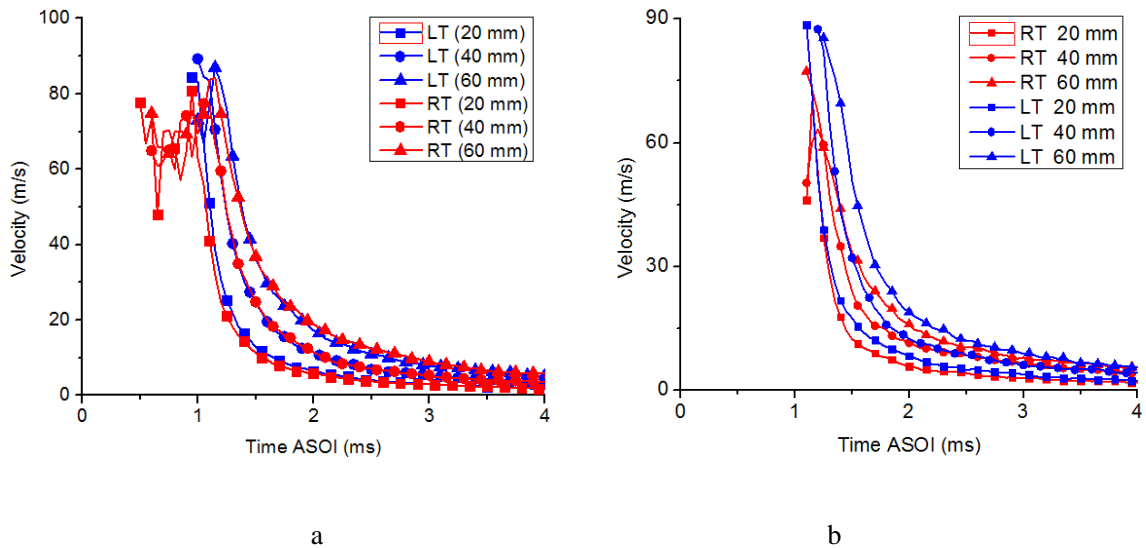 100
80
60
40
20
0
Velocity (m/s)
0 1 2 3 4
Time ASOI (ms)
LT (20 mm)
LT (40 mm)
LT (60 mm)
RT (20 mm)
RT (40 mm)
RT (60 mm)
a
90
60
30
0
Velocity (m/s)
0 1 2 3 4
Time ASOI (ms)
RT 20 mm
RT 40 mm
RT 60 mm
LT 20 mm
LT 40 mm
LT 60 mm
b